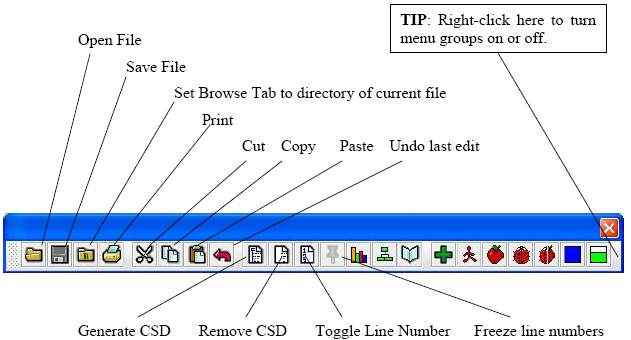 TIP: Right-click here to turn
menu groups on or off.
Open File
Save File
Set Browse Tab to directory of current file
Print
Cut
Copy
Paste
Undo last edit
Generate CSD
Remove CSD
Toggle Line Number
Freeze line numbers